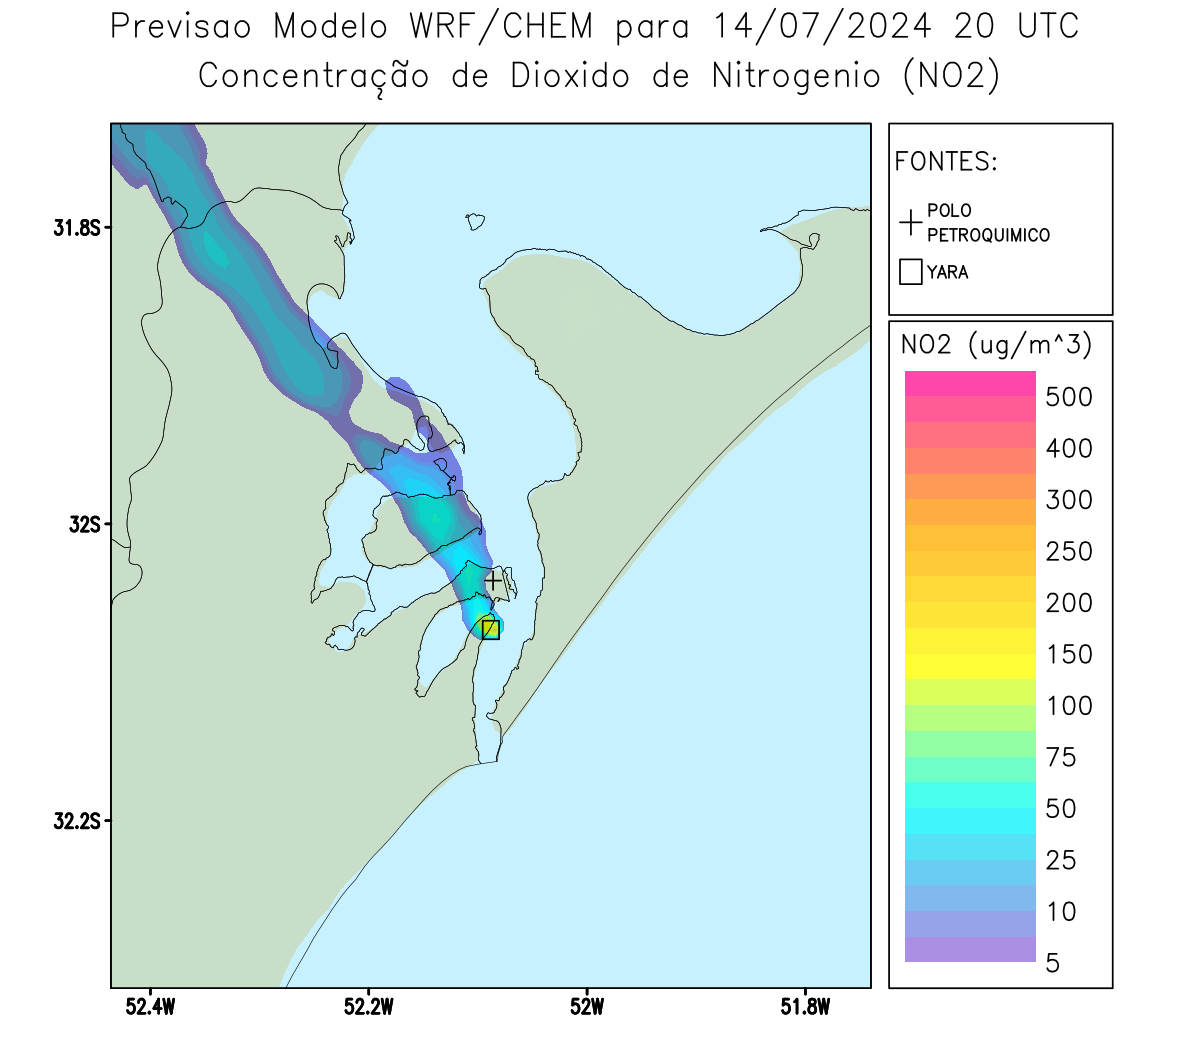 Previsao Modelo WRF/CHEM para 14/07/2024 20 UTC
Concentração de Dioxido de Nitrogenio (NO2)
FONTES:
POLO
PETROQUIMICO
YARA
NO2 (ug/m^3)
500
400
300
250
200
150
100
75
50
25
10
5
31.8S
32S
32.2S
52.4W
52.2W
52W
51.8W